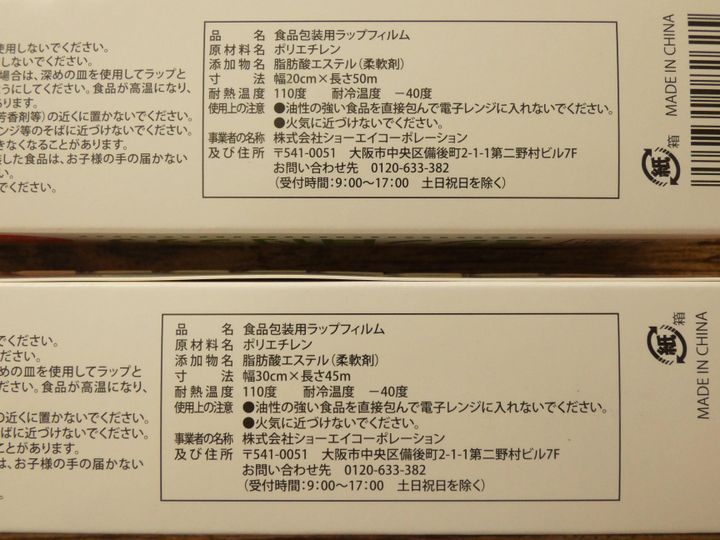 使用しないでください。
しないでください。
場合は、深めの皿を使用してラップと
うにしてください。食品が高温になり、
あります。
芳香剤等)の近くに置かないでください。
ンジ等のそばに近づけないでください。
きなくなることがあります。
した食品は、お子様の手の届かない
い。
でください。
品 名 食品包装用ラップフィルム
原材料名 ポリエチレン
添加物名 脂肪酸エステル(柔軟剤)
寸 法 幅20cm×長さ50m
耐熱温度 110度 耐冷温度 −40度
使用上の注意 ●油性の強い食品を直接包んで電子レンジに入れないでください。
●火気に近づけないでください。
事業者の名称 株式会社ショーエイコーポレーション
及び住所 〒541-0051 大阪市中央区備後町2-1-1第二野村ビル7F
お問い合わせ先 0120-633-382
(受付時間:9:00〜17:00 土日祝日を除く)
MADE IN CHINA
紙
箱
でください。
ください。
めの皿を使用してラップと
ください。食品が高温になり、
の近くに置かないでください。
ばに近づけないでください。
ことがあります。
は、お子様の手の届かない
い。
品 名 食品包装用ラップフィルム
原材料名 ポリエチレン
添加物名 脂肪酸エステル(柔軟剤)
寸 法 幅30cm×長さ45m
耐熱温度 110度 耐冷温度 −40度
使用上の注意 ●油性の強い食品を直接包んで電子レンジに入れないでください。
●火気に近づけないでください。
事業者の名称 株式会社ショーエイコーポレーション
及び住所 〒541-0051 大阪市中央区備後町2-1-1第二野村ビル7F
お問い合わせ先 0120-633-382
(受付時間:9:00〜17:00 土日祝日を除く)
紙
箱
MADE IN CHINA